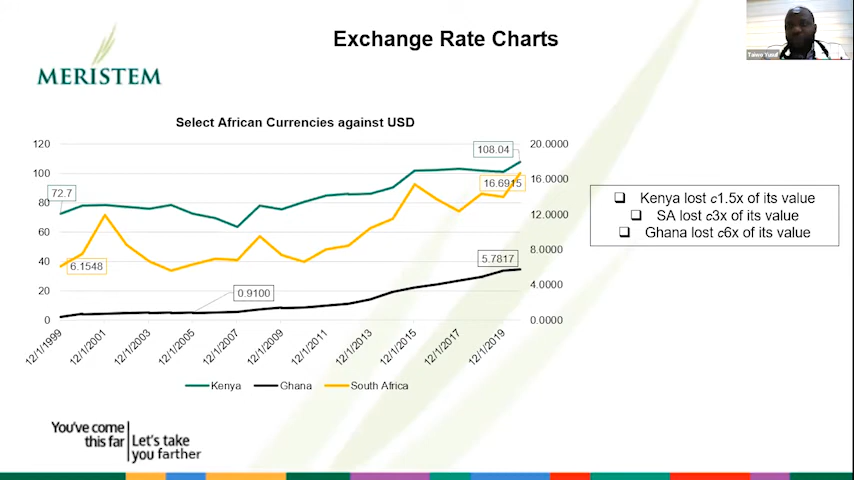 Exchange Rate Charts
Taiwo Yusuf
MERISTEM
Select African Currencies against USD
120
100
80
60
40
20
0
20.0000
16.0000
12.0000
8.0000
4.0000
0.0000
72.7
108.04
16.6915
6.1548
5.7817
0.9100
12/1/1999
12/1/2001
12/1/2003
12/1/2005
12/1/2007
12/1/2009
12/1/2011
12/1/2013
12/1/2015
12/1/2017
12/1/2019
Kenya
Ghana
South Africa
Kenya lost c1.5x of its value
SA lost c3x of its value
Ghana lost c6x of its value
You've come
this far
Let's take
you farther